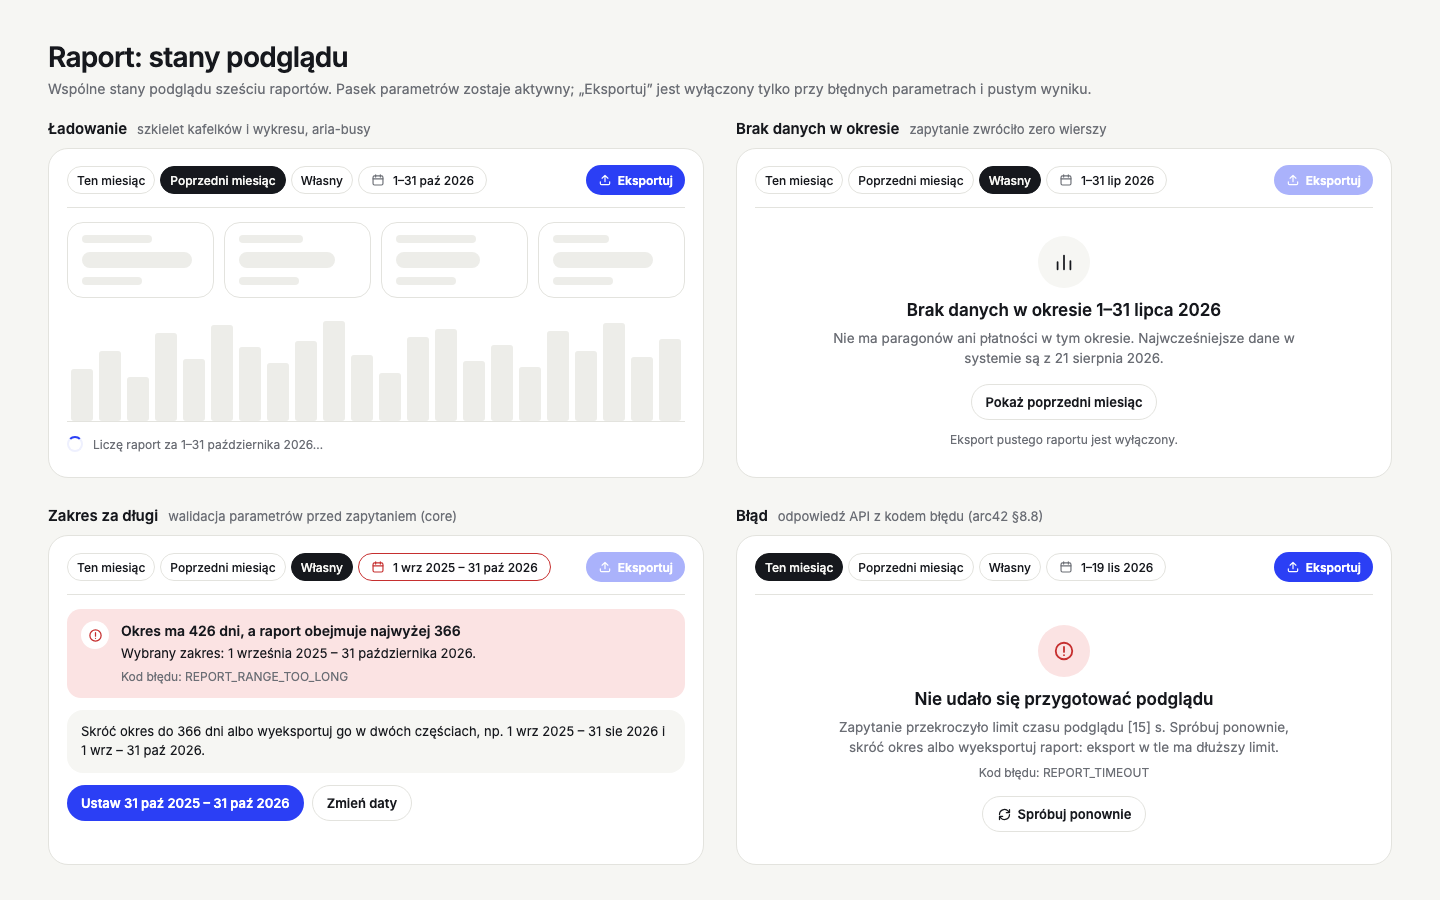 Raport: stany podglądu
Wspólne stany podglądu sześciu raportów. Pasek parametrów zostaje aktywny; „Eksportuj” jest wyłączony tylko przy błędnych parametrach i pustym wyniku.
Ładowanie szkielet kafelków i wykresu, aria-busy
Ten miesiąc Poprzedni miesiąc Własny 1–31 paź 2026 Eksportuj
Liczę raport za 1–31 października 2026...
Brak danych w okresie zapytanie zwróciło zero wierszy
Ten miesiąc Poprzedni miesiąc Własny 1–31 lip 2026 Eksportuj
Brak danych w okresie 1–31 lipca 2026
Nie ma paragonów ani płatności w tym okresie. Najwcześniejsze dane w
systemie są z 21 sierpnia 2026.
Pokaż poprzedni miesiąc
Eksport pustego raportu jest wyłączony.
Zakres za długi walidacja parametrów przed zapytaniem (core)
Ten miesiąc Poprzedni miesiąc Własny 1 wrz 2025 – 31 paź 2026 Eksportuj
Okres ma 426 dni, a raport obejmuje najwyżej 366
Wybrany zakres: 1 września 2025 – 31 października 2026.
Kod błędu: REPORT_RANGE_TOO_LONG
Skróć okres do 366 dni albo wyeksportuj go w dwóch częściach, np. 1 wrz 2025 – 31 sie 2026 i
1 wrz – 31 paź 2026.
Ustaw 31 paź 2025 – 31 paź 2026 Zmień daty
Błąd odpowiedź API z kodem błędu (arc42 §8.8)
Ten miesiąc Poprzedni miesiąc Własny 1–19 lis 2026 Eksportuj
Nie udało się przygotować podglądu
Zapytanie przekroczyło limit czasu podglądu [15] s. Spróbuj ponownie,
skróć okres albo wyeksportuj raport: eksport w tle ma dłuższy limit.
Kod błędu: REPORT_TIMEOUT
Spróbuj ponownie